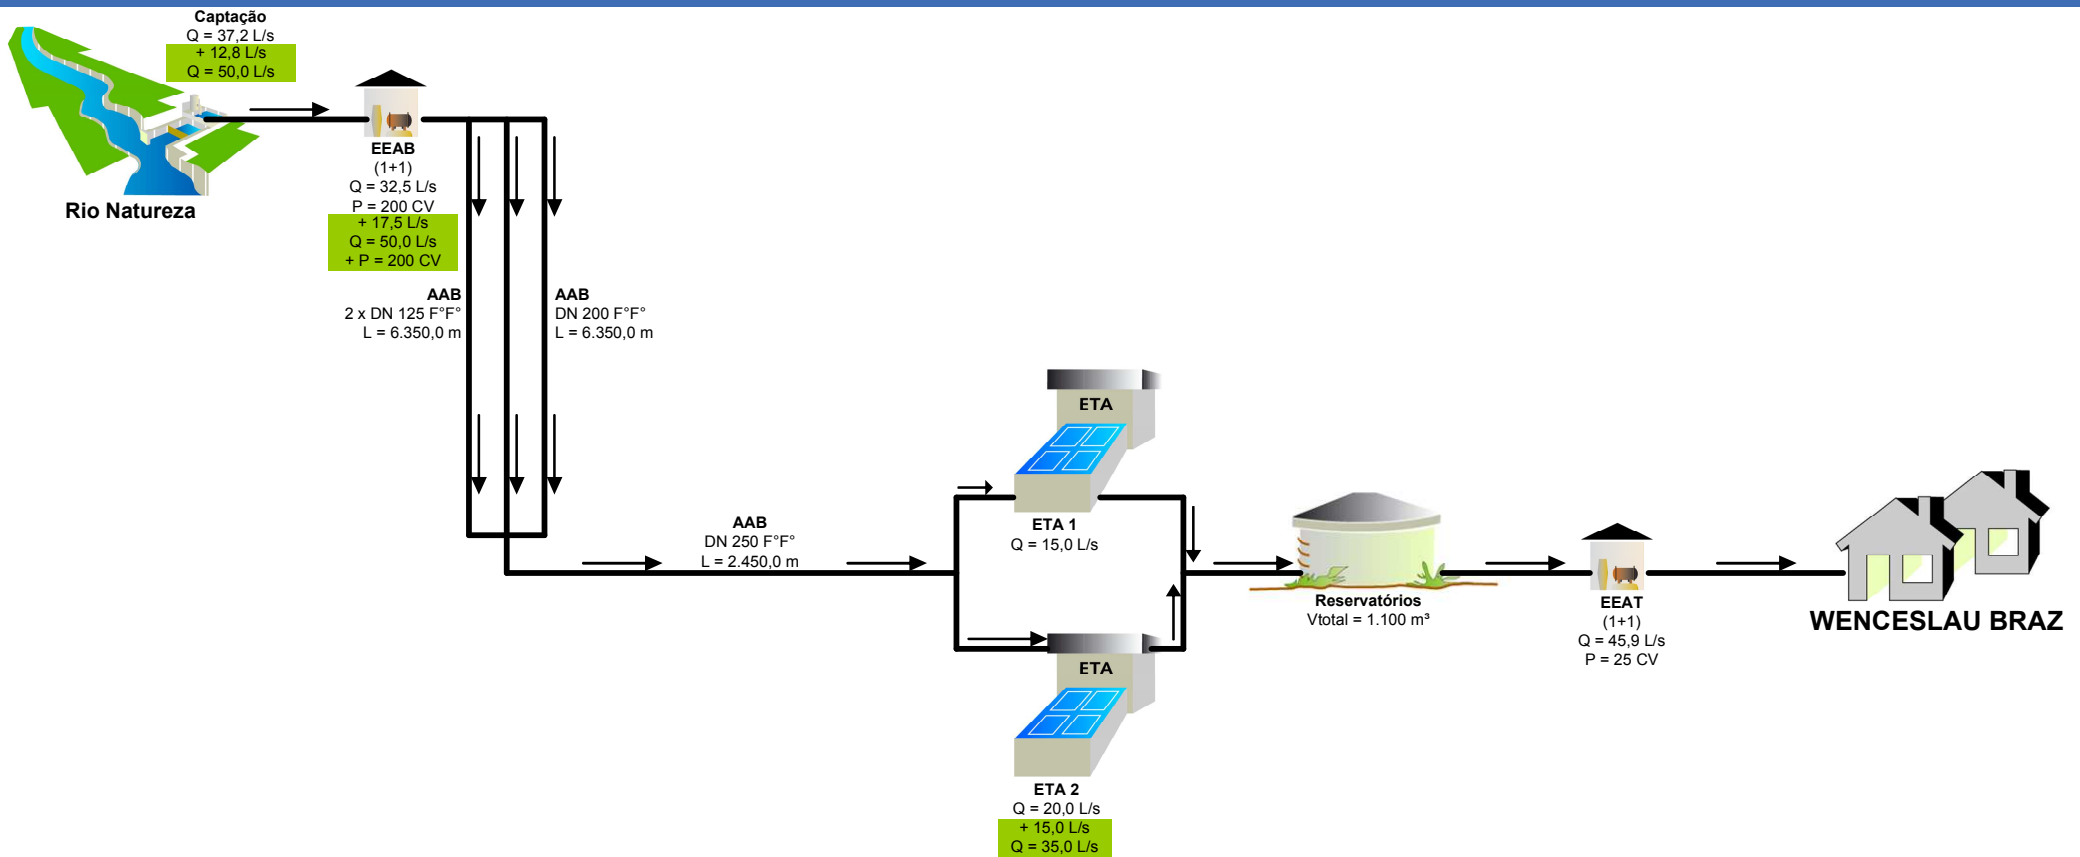 Captação
Q = 37,2 L/s
+ 12,8 L/s
Q = 50,0 L/s
Rio Natureza
EEAB
(1+1)
Q = 32,5 L/s
P = 200 CV
+ 17,5 L/s
Q = 50,0 L/s
+ P = 200 CV
AAB
2 x DN 125 F°F°
L = 6.350,0 m
AAB
DN 200 F°F°
L = 6.350,0 m
AAB
DN 250 F°F°
L = 2.450,0 m
ETA
ETA 1
Q = 15,0 L/s
ETA
ETA 2
Q = 20,0 L/s
+ 15,0 L/s
Q = 35,0 L/s
Reservatórios
Vtotal = 1.100 m³
EEAT
(1+1)
Q = 45,9 L/s
P = 25 CV
WENCESLAU BRAZ